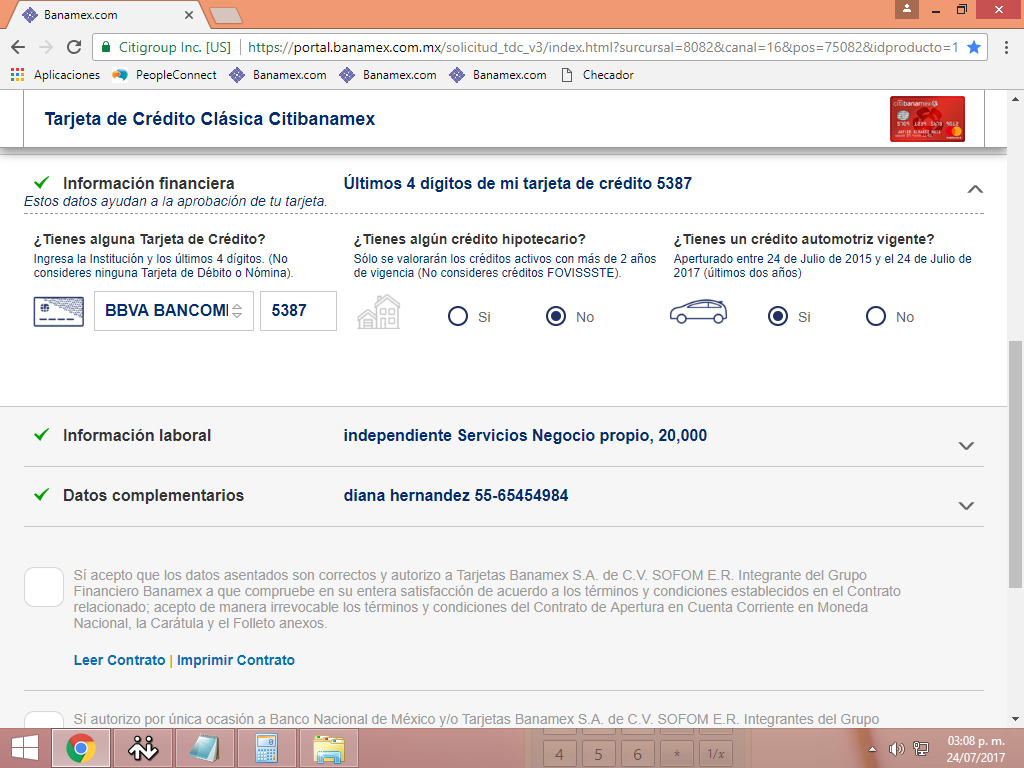 Banamex.com
Citigroup Inc. [US] https://portal.banamex.com.mx/solicitud_tdc_v3/index.html?surcursal=8082&canal=16&pos=75082&idproducto=1
Aplicaciones PeopleConnect Banamex.com Banamex.com Banamex.com Checador
Tarjeta de Crédito Clásica Citibanamex
citibanamex
Información financiera Últimos 4 dígitos de mi tarjeta de crédito 5387
Estos datos ayudan a la aprobación de tu tarjeta.
¿Tienes alguna Tarjeta de Crédito? ¿Tienes algún crédito hipotecario? ¿Tienes un crédito automotriz vigente?
Ingresa la Institución y los últimos 4 dígitos. (No Sólo se valorarán los créditos activos con más de 2 años Aperturado entre 24 de Julio de 2015 y el 24 de Julio de
consideres ninguna Tarjeta de Débito o Nómina). de vigencia (No consideres créditos FOVISSSTE). 2017 (últimos dos años)
BBVA BANCOMI 5387 Si No Si No
Información laboral independiente Servicios Negocio propio, 20,000
Datos complementarios diana hernandez 55-65454984
Sí acepto que los datos asentados son correctos y autorizo a Tarjetas Banamex S.A. de C.V. SOFOM E.R. Integrante del Grupo
Financiero Banamex a que compruebe en su entera satisfacción de acuerdo a los términos y condiciones establecidos en el Contrato
relacionado; acepto de manera irrevocable los términos y condiciones del Contrato de Apertura en Cuenta Corriente en Moneda
Nacional, la Carátula y el Folleto anexos.
Leer Contrato | Imprimir Contrato
Sí autorizo por única ocasión a Banco Nacional de México y/o Tarjetas Banamex S.A. de C.V. SOFOM E.R. Integrantes del Grupo
4 5 6 * 1/x
03:08 p. m.
24/07/2017